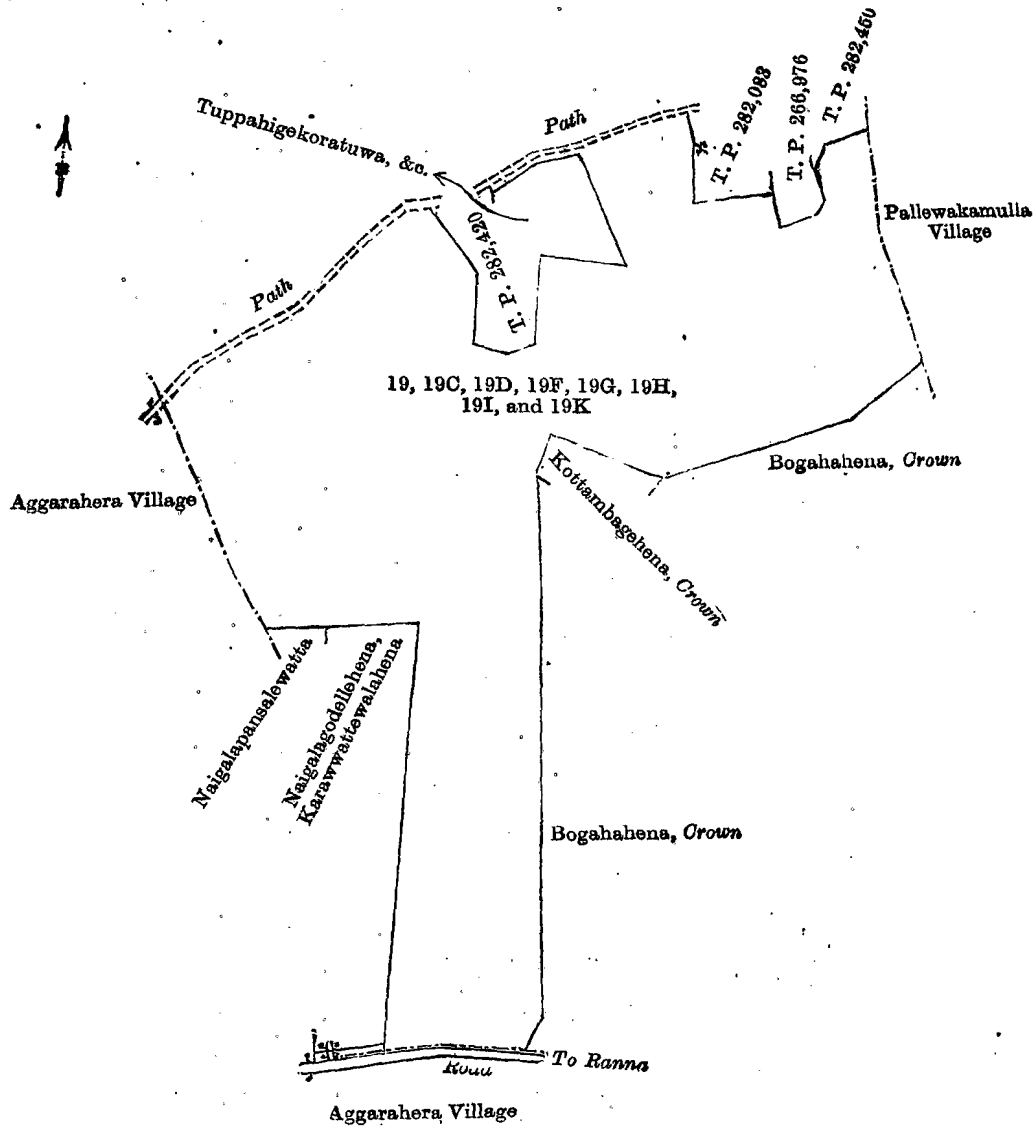 T. P. 282,450
T. P. 266,976
T. P. 282,083
Path
Tuppahigekoratuwa, &c.
T. P. 282,420
Pallewakamulla
Village
Path
19, 19C, 19D, 19F, 19G, 19H,
19I, and 19K
Bogahahena, Crown
Kottambagehena, Crown
Aggarahera Village
Naigalapansalewatta
Naigalagodellehena,
Karawwattewalahena
Bogahahena, Crown
Road
To Ranna
Aggarahera Village